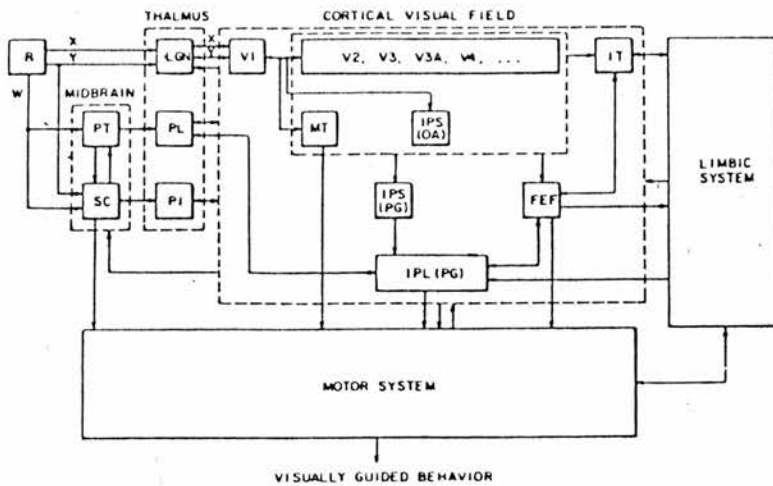 THALMUS
CORTICAL VISUAL FIELD
X
Y
R
LGN
X
Y
V1
V2, V3, V3A, V4, ...
IT
W
MIDBRAIN
PT
PL
MT
IPS
(OA)
LIMBIC
SYSTEM
SC
PI
IPS
(PG)
FEF
IPL (PG)
MOTOR SYSTEM
VISUALLY GUIDED BEHAVIOR